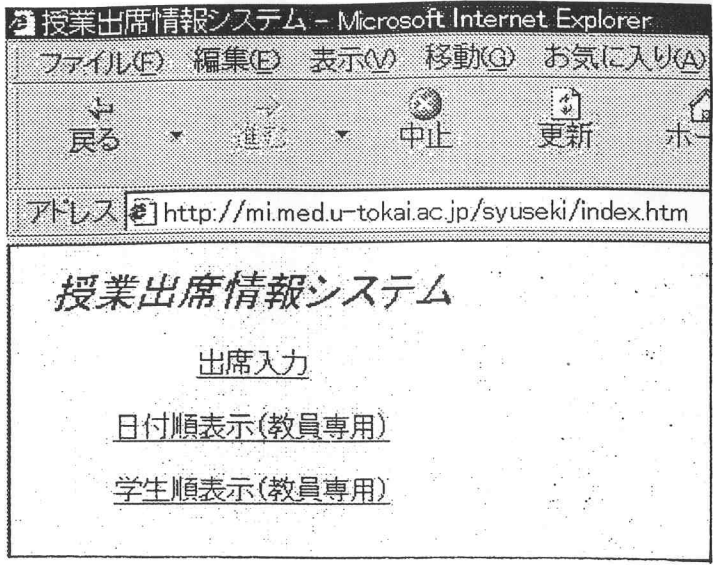 授業出席情報システム - Microsoft Internet Explorer
ファイル(F) 編集(E) 表示(V) 移動(G) お気に入り(A)
戻る 進む 中止 更新 ホー
アドレス http://mi.med.u-tokai.ac.jp/syuseki/index.htm
授業出席情報システム
出席入力
日付順表示(教員専用)
学生順表示(教員専用)